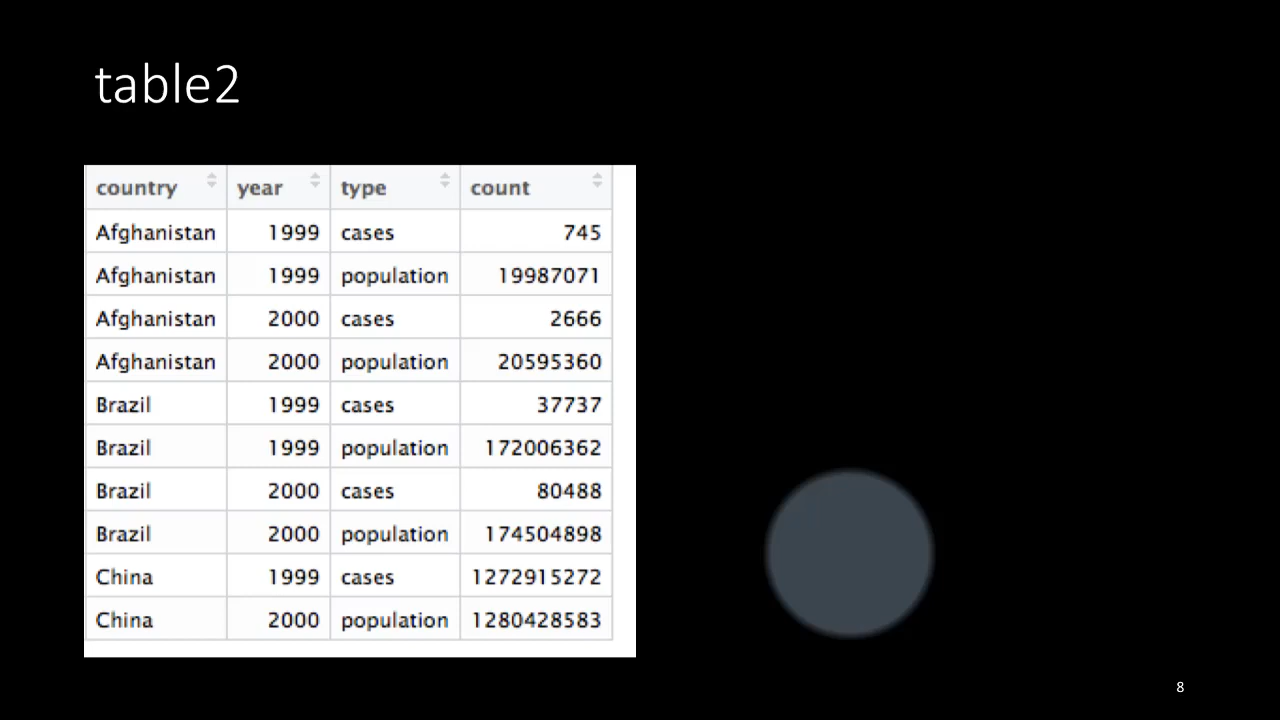 table2
country year type count
Afghanistan 1999 cases 745
Afghanistan 1999 population 19987071
Afghanistan 2000 cases 2666
Afghanistan 2000 population 20595360
Brazil 1999 cases 37737
Brazil 1999 population 172006362
Brazil 2000 cases 80488
Brazil 2000 population 174504898
China 1999 cases 1272915272
China 2000 population 1280428583
8